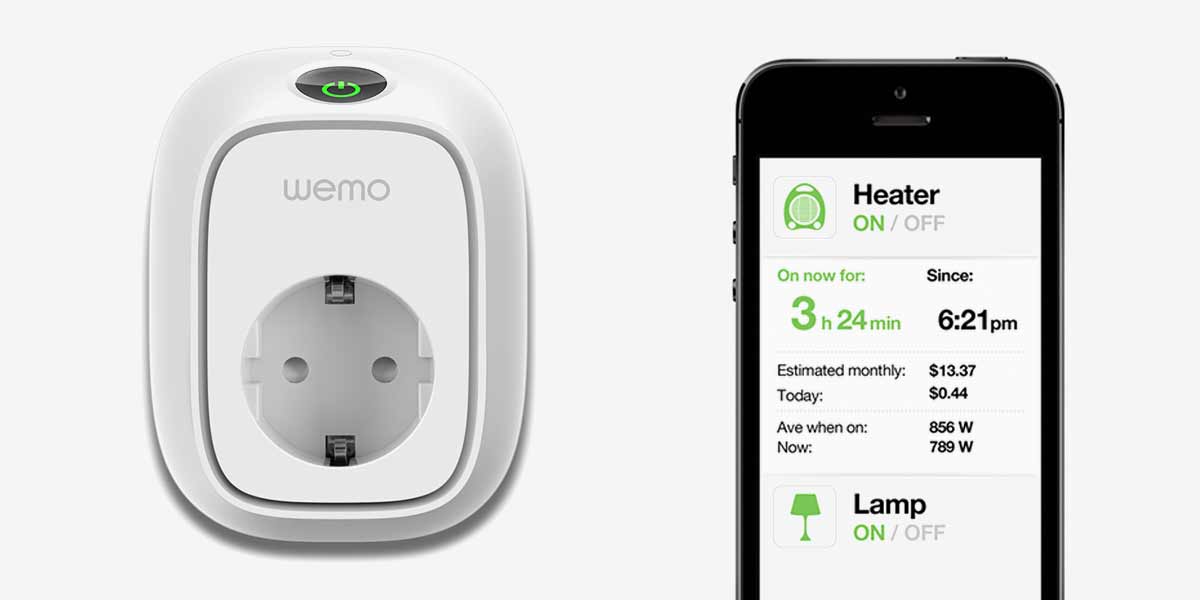 wemo
Heater
ON / OFF
On now for: Since:
3 h 24 min 6:21pm
Estimated monthly: $13.37
Today: $0.44
Ave when on: 856 W
Now: 789 W
Lamp
ON / OFF